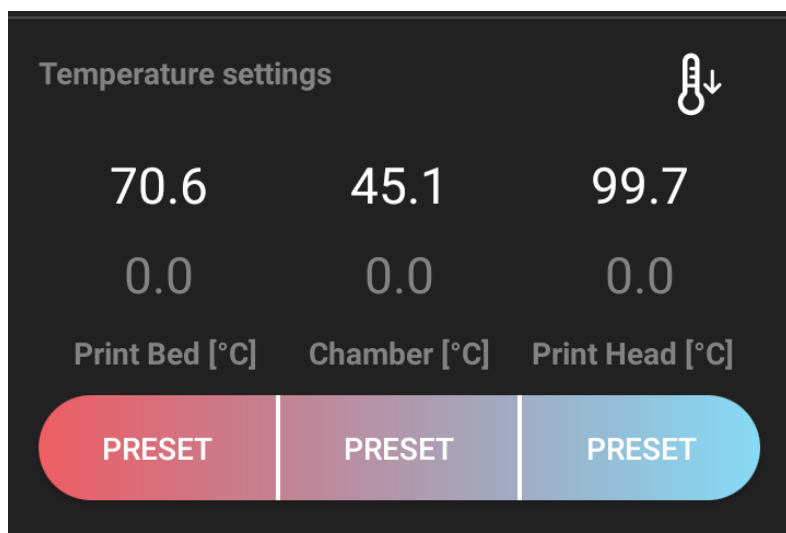 Temperature settings
70.6 45.1 99.7
0.0 0.0 0.0
Print Bed [°C] Chamber [°C] Print Head [°C]
PRESET PRESET PRESET